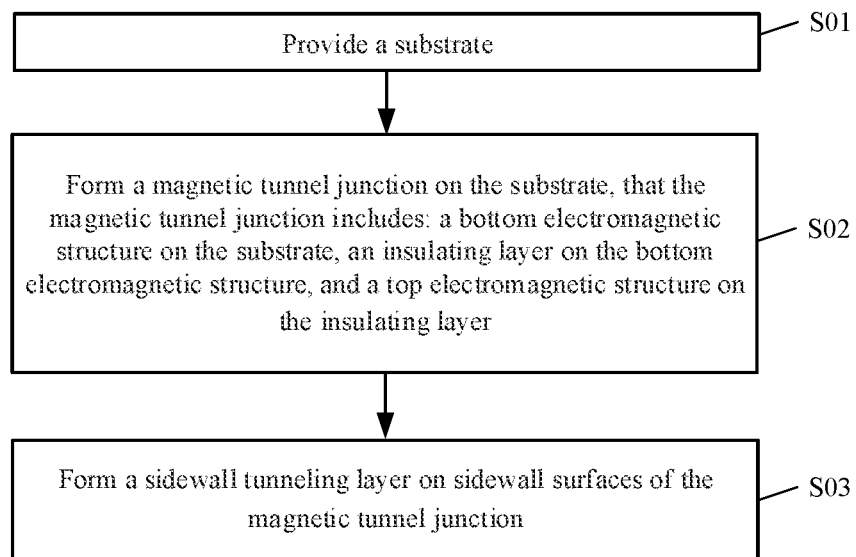 Provide a substrate
S01
Form a magnetic tunnel junction on the substrate, that the
magnetic tunnel junction includes: a bottom electromagnetic
structure on the substrate, an insulating layer on the bottom
electromagnetic structure, and a top electromagnetic structure on
the insulating layer
S02
Form a sidewall tunneling layer on sidewall surfaces of the
magnetic tunnel junction
S03